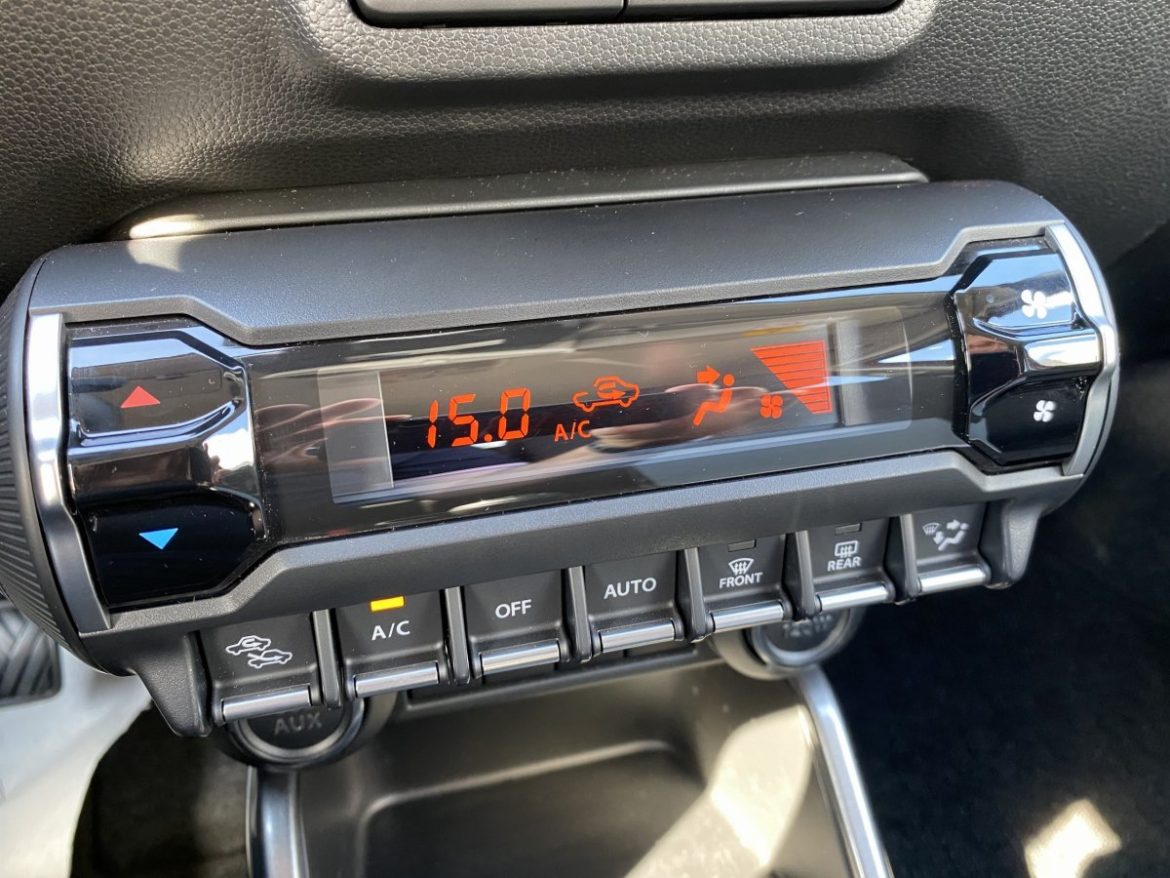 15.0
A/C
A/C
OFF
AUTO
FRONT
REAR
AUX